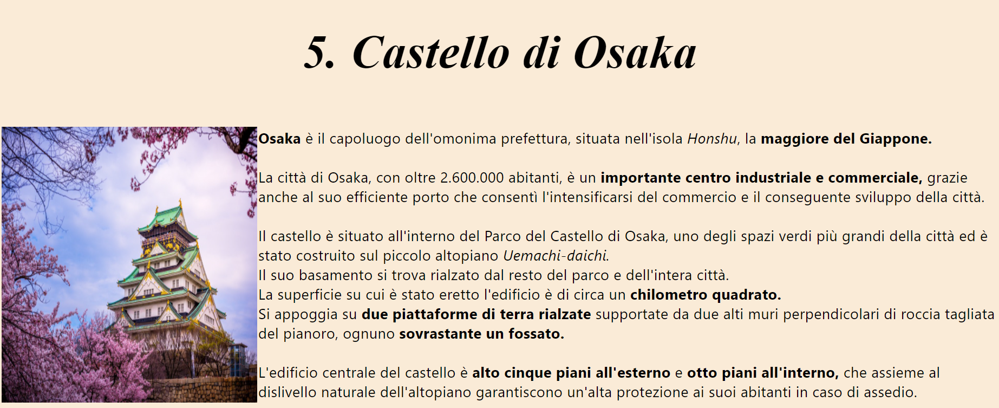 5. Castello di Osaka
Osaka è il capoluogo dell'omonima prefettura, situata nell'isola Honshu, la maggiore del Giappone.
La città di Osaka, con oltre 2.600.000 abitanti, è un importante centro industriale e commerciale, grazie
anche al suo efficiente porto che consentì l'intensificarsi del commercio e il conseguente sviluppo della città.
Il castello è situato all'interno del Parco del Castello di Osaka, uno degli spazi verdi più grandi della città ed è
stato costruito sul piccolo altopiano Uemachi-daichi.
Il suo basamento si trova rialzato dal resto del parco e dell'intera città.
La superficie su cui è stato eretto l'edificio è di circa un chilometro quadrato.
Si appoggia su due piattaforme di terra rialzate supportate da due alti muri perpendicolari di roccia tagliata
del pianoro, ognuno sovrastante un fossato.
L'edificio centrale del castello è alto cinque piani all'esterno e otto piani all'interno, che assieme al
dislivello naturale dell'altopiano garantiscono un'alta protezione ai suoi abitanti in caso di assedio.